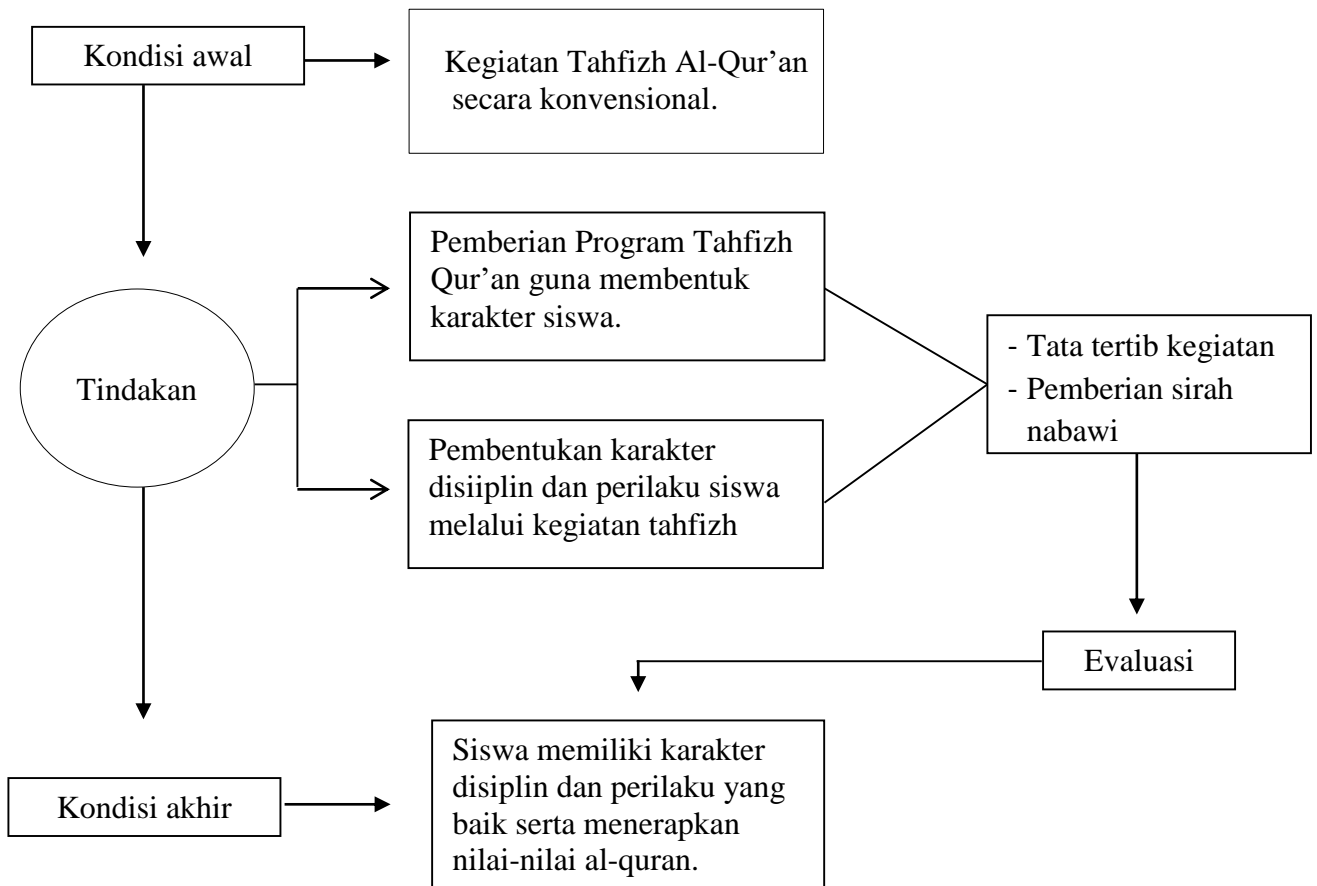 Kondisi awal
Kegiatan Tahfizh Al-Qur’an
secara konvensional.
Pemberian Program Tahfizh
Qur’an guna membentuk
karakter siswa.
Tindakan
- Tata tertib kegiatan
- Pemberian sirah
nabawi
Pembentukan karakter
disiiplin dan perilaku siswa
melalui kegiatan tahfizh
Evaluasi
Kondisi akhir
Siswa memiliki karakter
disiplin dan perilaku yang
baik serta menerapkan
nilai-nilai al-quran.